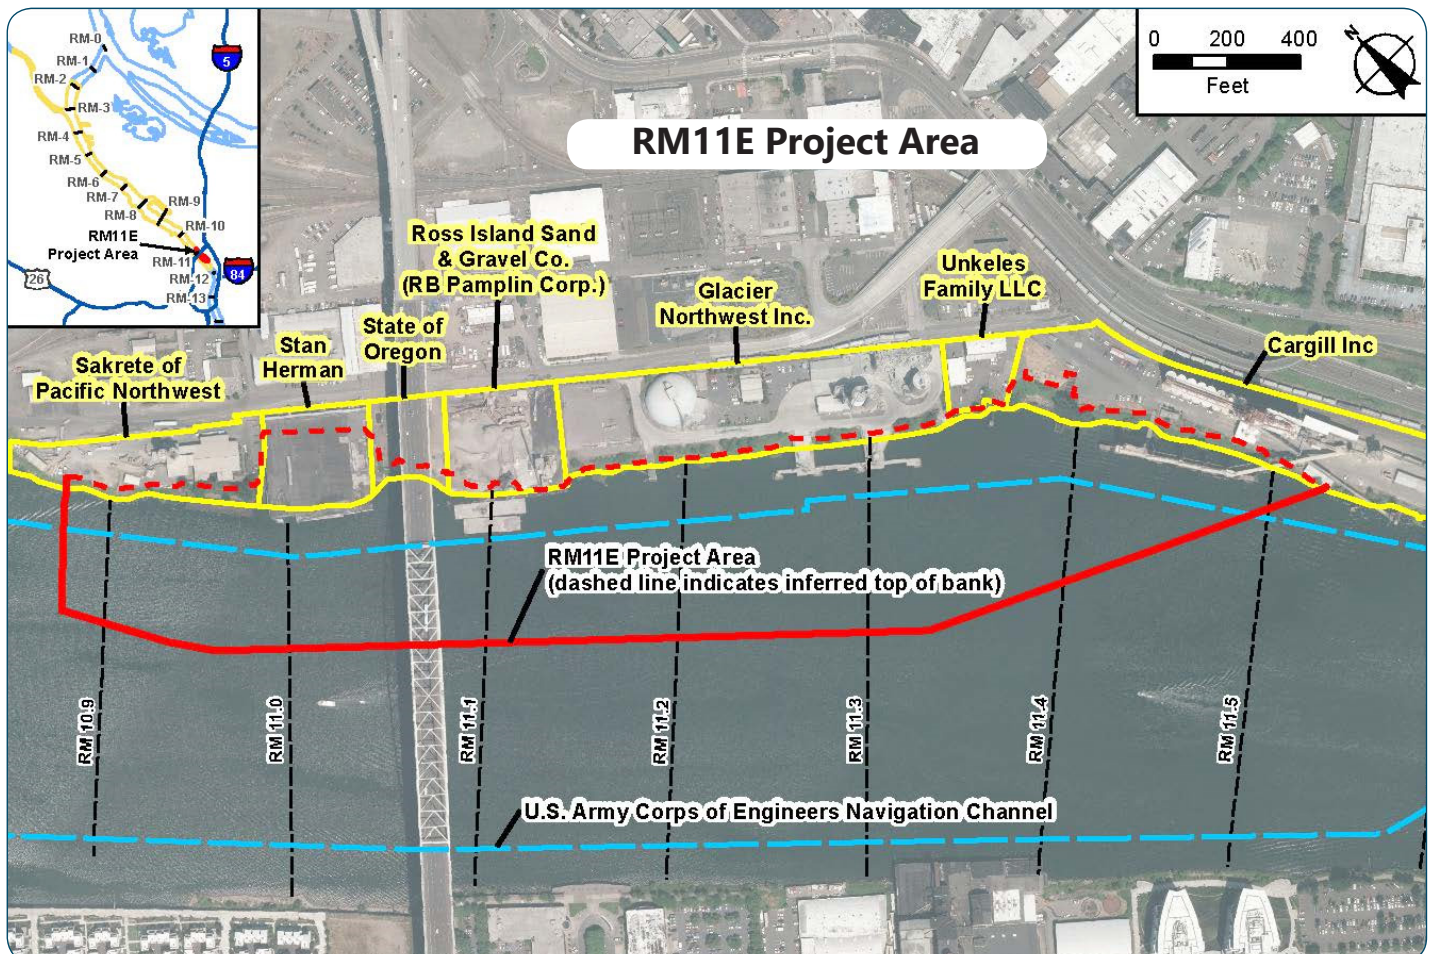 RM11E Project Area
RM-0
RM-1
RM-2
RM-3
RM-4
RM-5
RM-6
RM-7
RM-8
RM-9
RM-10
RM11E
Project Area
RM-11
RM-12
RM-13
5
84
26
0 200 400
Feet
N
Sakrete of
Pacific Northwest
Stan
Herman
State of
Oregon
Ross Island Sand
& Gravel Co.
(RB Pamplin Corp.)
Glacier
Northwest Inc.
Unkeles
Family LLC
Cargill Inc
RM11E Project Area
(dashed line indicates inferred top of bank)
RM 10.9
RM 11.0
RM 11.1
RM 11.2
RM 11.3
RM 11.4
RM 11.5
U.S. Army Corps of Engineers Navigation Channel